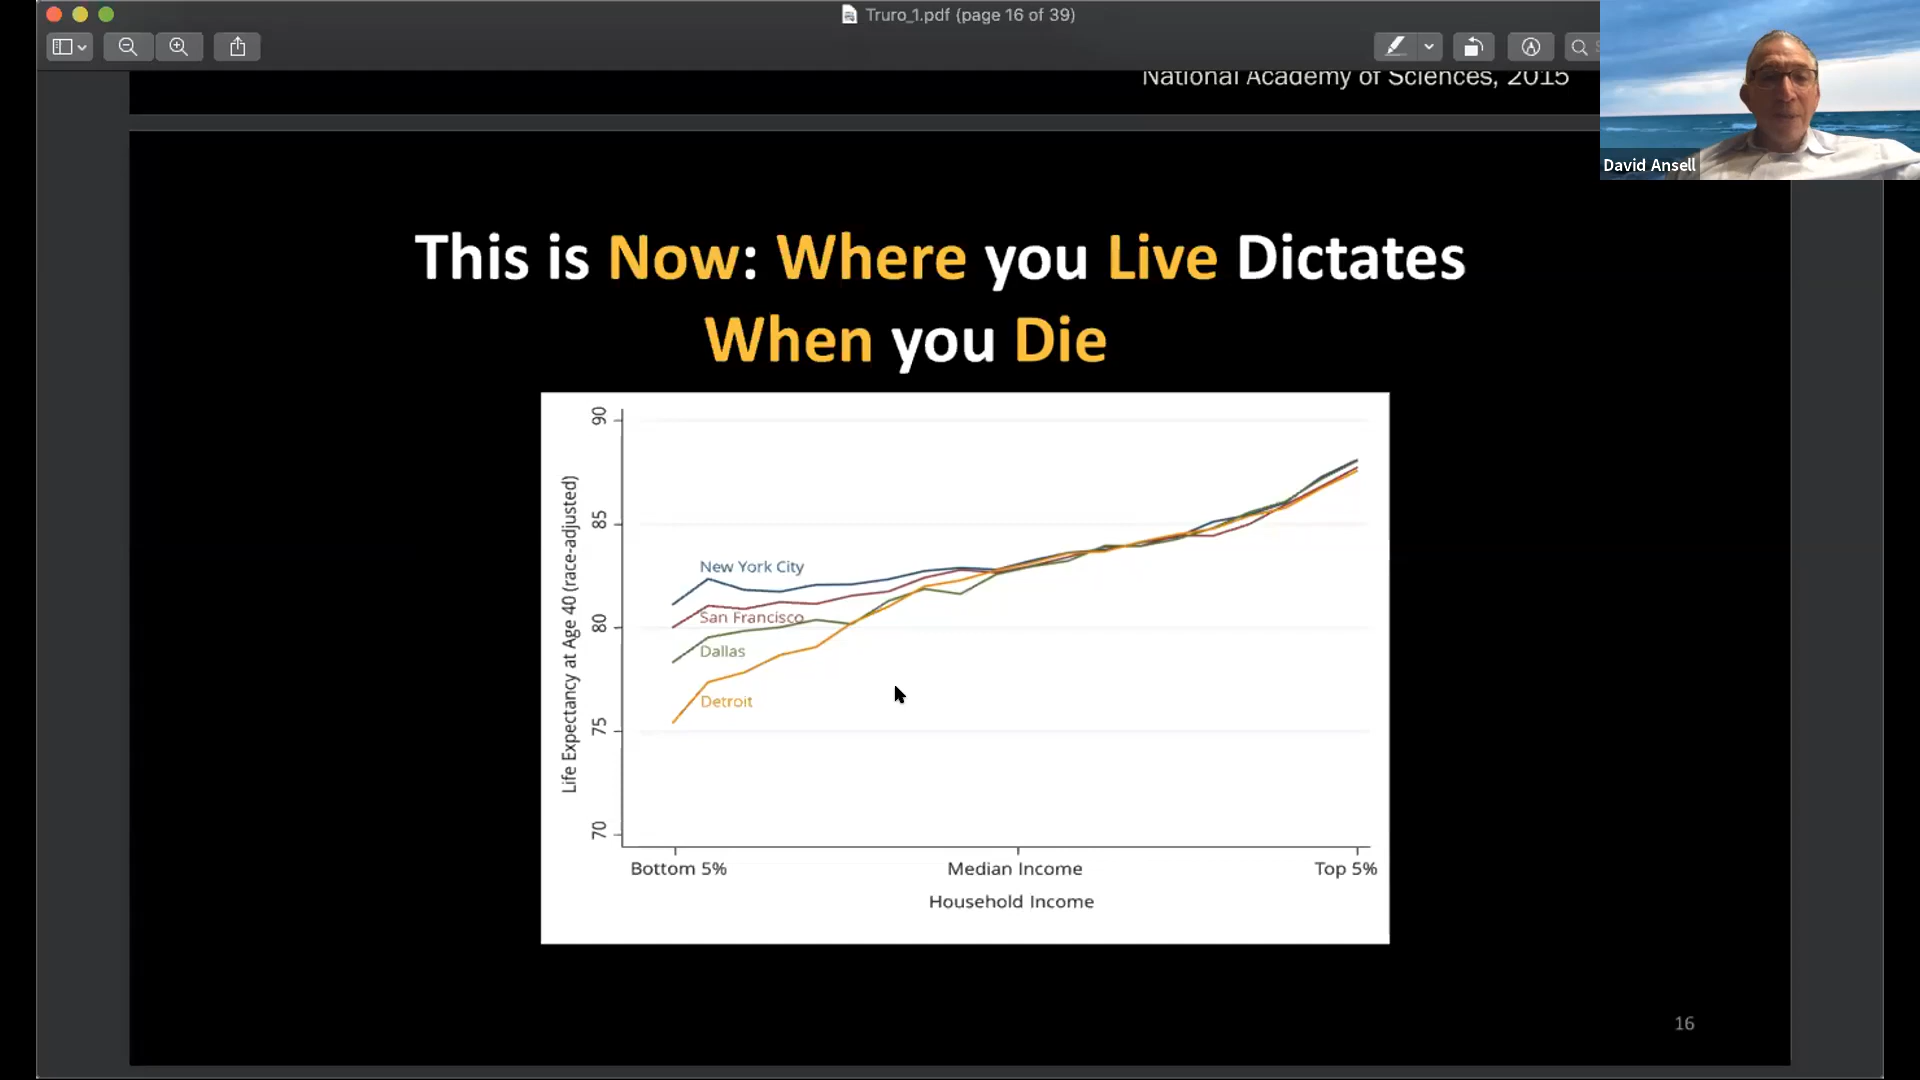 Truro_1.pdf (page 16 of 39)
National Academy of Sciences, 2015
David Ansell
This is Now: Where you Live Dictates
When you Die
Life Expectancy at Age 40 (race-adjusted)
90
85
80
75
70
New York City
San Francisco
Dallas
Detroit
Bottom 5%
Median Income
Top 5%
Household Income
16